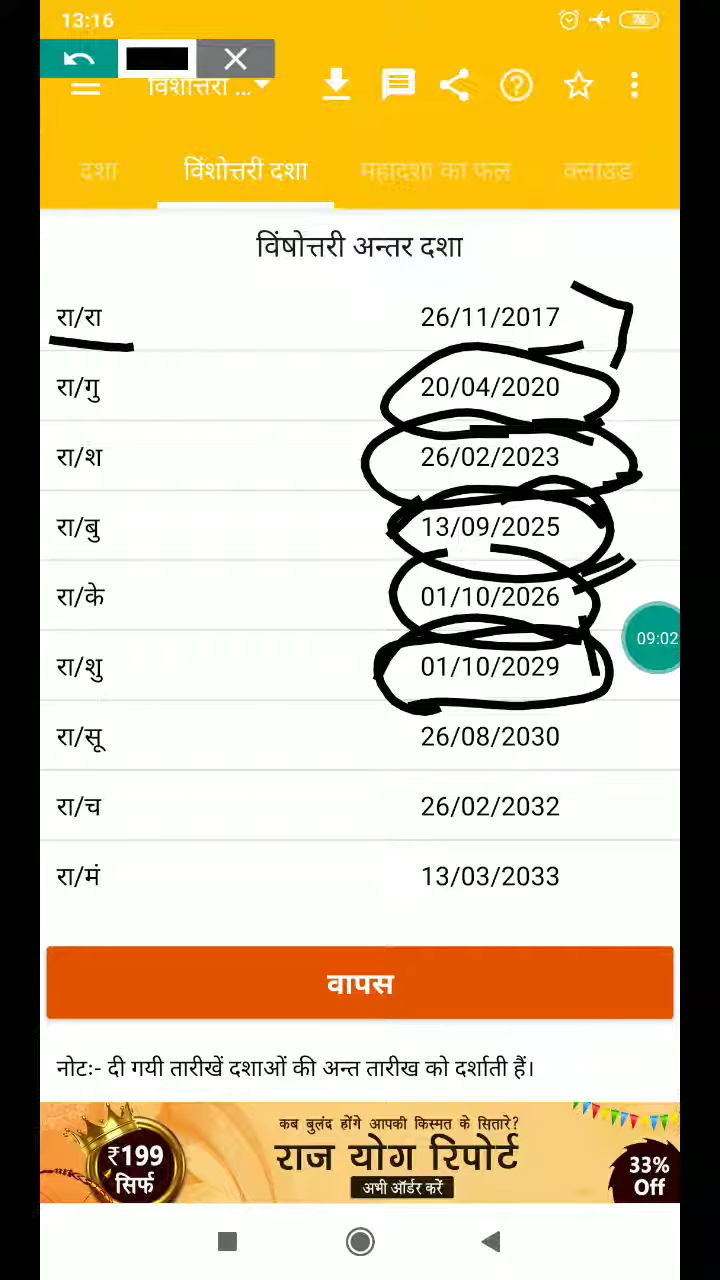 13:16
74
विंशोत्तरी ...
दशा विंशोत्तरी दशा महादशा का फल क्लाउड
विंषोत्तरी अन्तर दशा
रा/रा 26/11/2017
रा/गु 20/04/2020
रा/श 26/02/2023
रा/बु 13/09/2025
रा/के 01/10/2026
09:02
रा/शु 01/10/2029
रा/सू 26/08/2030
रा/च 26/02/2032
रा/मं 13/03/2033
वापस
नोटः- दी गयी तारीखें दशाओं की अन्त तारीख को दर्शाती हैं।
कब बुलंद होंगे आपकी किस्मत के सितारे?
₹199 सिर्फ
राज योग रिपोर्ट
33% Off
अभी ऑर्डर करें